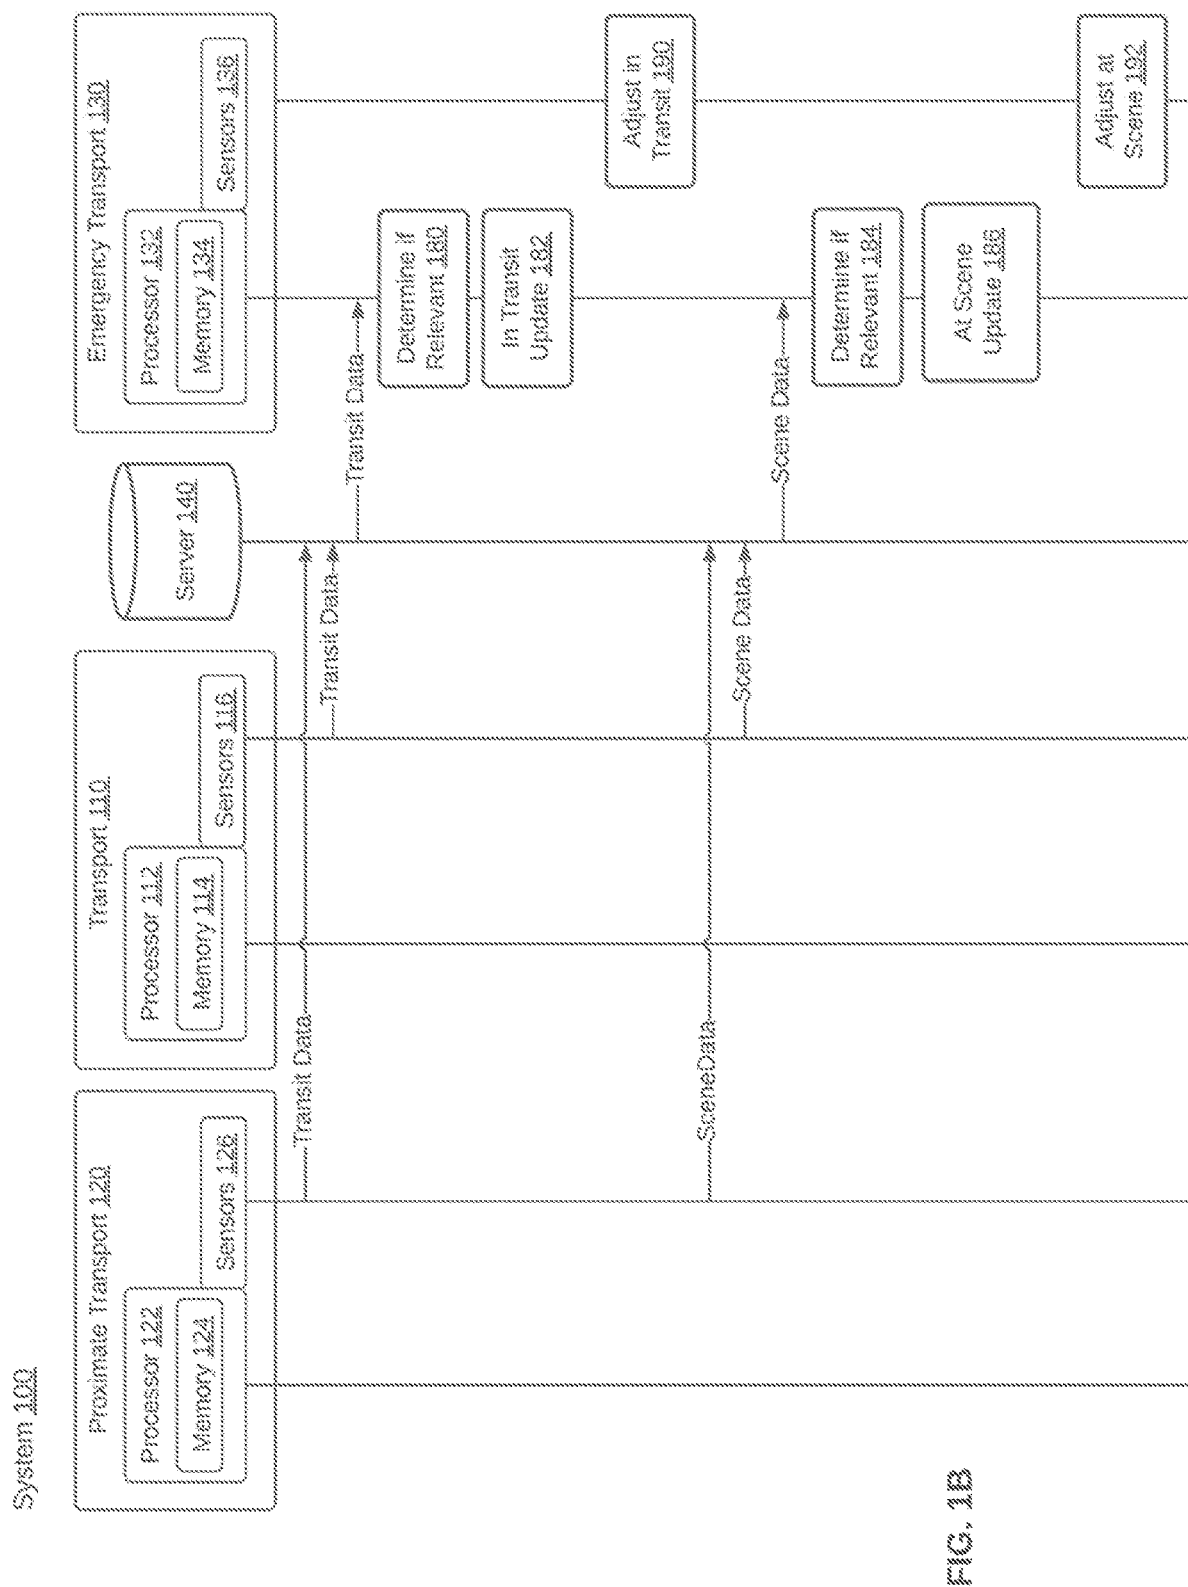 System 100
Proximate Transport 120
Processor 122
Memory 124
Sensors 126
Transport 110
Processor 112
Memory 114
Sensors 116
Server 140
Emergency Transport 130
Processor 132
Memory 134
Sensors 136
Transit Data
Transit Data
Transit Data
Determine if
Relevant 180
In Transit
Update 182
Adjust in
Transit 190
SceneData
Scene Data
Scene Data
Determine if
Relevant 184
At Scene
Update 186
Adjust at
Scene 192
FIG. 1B